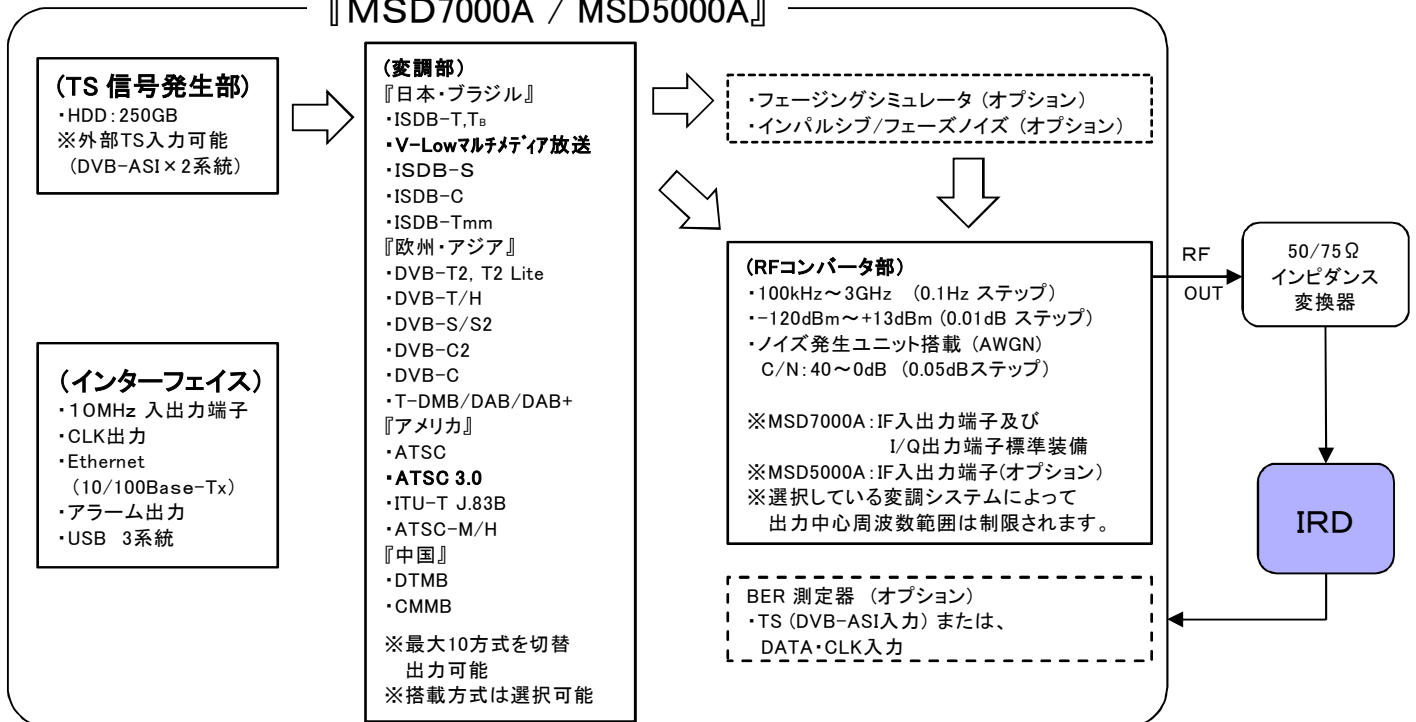 『MSD7000A / MSD5000A』
(TS 信号発生部)
・HDD：250GB
※外部TS入力可能
(DVB-ASI×2系統)
(インターフェイス)
・10MHz 入出力端子
・CLK出力
・Ethernet
(10/100Base-Tx)
・アラーム出力
・USB 3系統
(変調部)
『日本・ブラジル』
・ISDB-T,TB
・V-Lowマルチメディア放送
・ISDB-S
・ISDB-C
・ISDB-Tmm
『欧州・アジア』
・DVB-T2, T2 Lite
・DVB-T/H
・DVB-S/S2
・DVB-C2
・DVB-C
・T-DMB/DAB/DAB+
『アメリカ』
・ATSC
・ATSC 3.0
・ITU-T J.83B
・ATSC-M/H
『中国』
・DTMB
・CMMB
※最大10方式を切替
出力可能
※搭載方式は選択可能
・フェージングシミュレータ (オプション)
・インパルシブ/フェーズノイズ (オプション)
(RFコンバータ部)
・100kHz～3GHz (0.1Hz ステップ)
・-120dBm～+13dBm (0.01dB ステップ)
・ノイズ発生ユニット搭載 (AWGN)
C/N：40～0dB (0.05dBステップ)
※MSD7000A：IF入出力端子及び
I/Q出力端子標準装備
※MSD5000A：IF入出力端子(オプション)
※選択している変調システムによって
出力中心周波数範囲は制限されます。
BER 測定器 (オプション)
・TS (DVB-ASI入力) または、
DATA・CLK入力
RF
OUT
50/75Ω
インピダンス
変換器
IRD